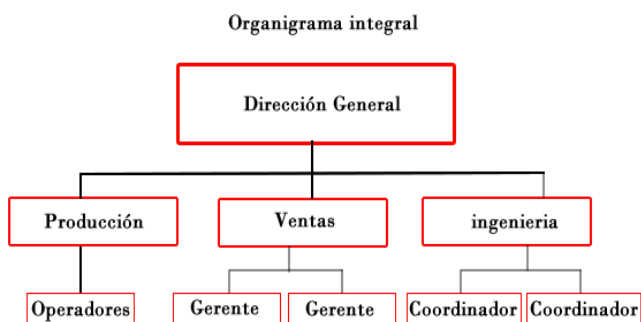 Organigrama integral
Dirección General
Producción
Ventas
ingenieria
Operadores
Gerente
Gerente
Coordinador
Coordinador